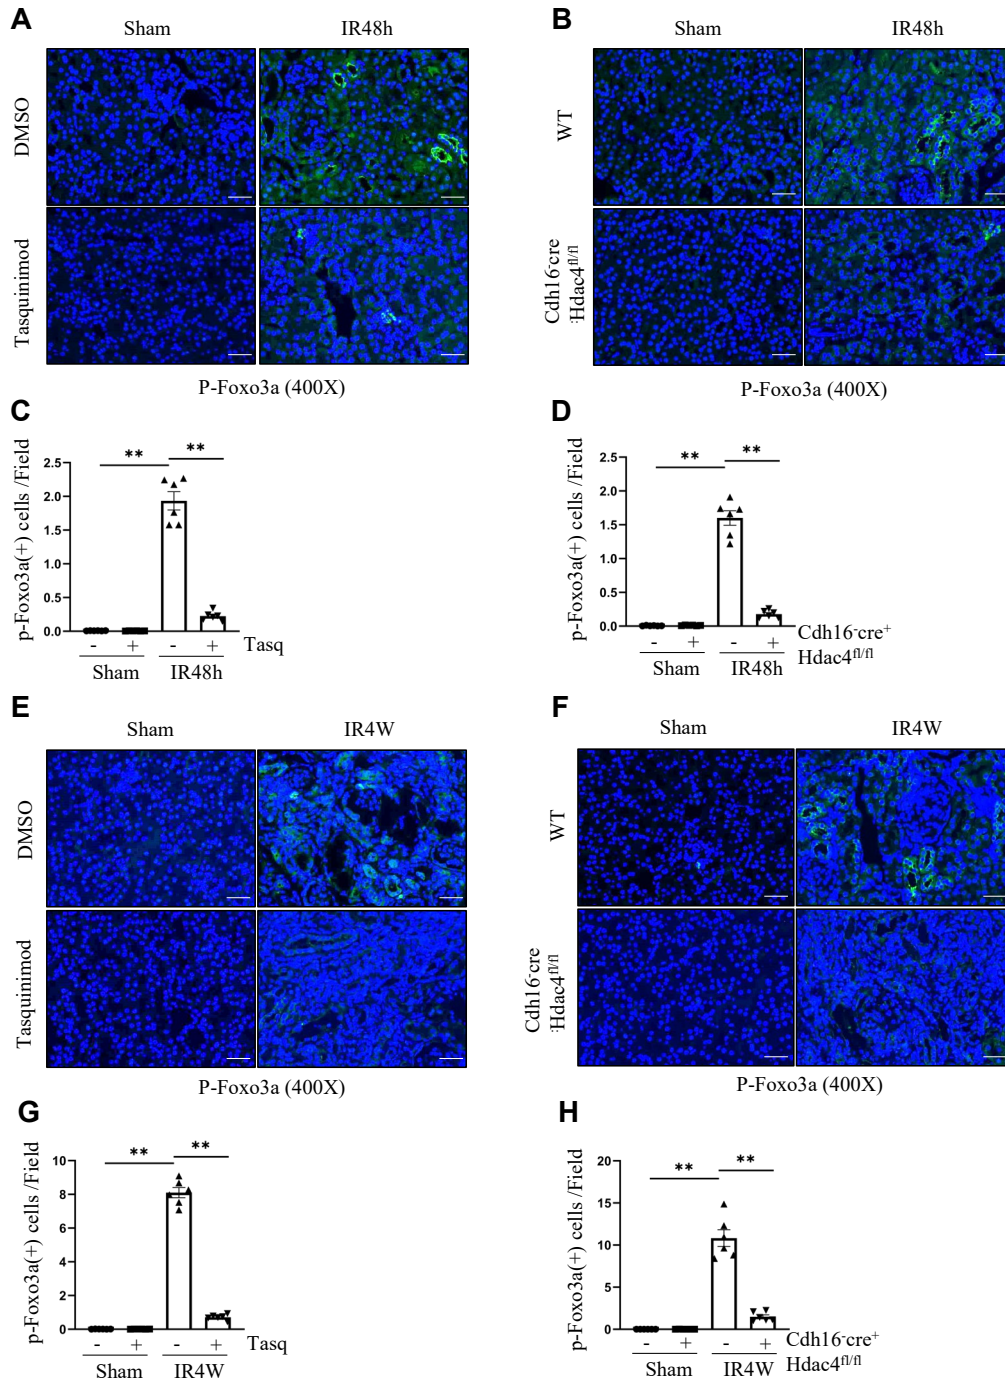 A
Sham
IR48h
DMSO
Tasquinimod
P-Foxo3a (400X)
B
Sham
IR48h
WT
Cdh16-cre
:Hdac4fl/fl
P-Foxo3a (400X)
C
p-Foxo3a(+) cells /Field
2.5
2.0
1.5
1.0
0.5
0.0
** **
- + - + Tasq
Sham IR48h
D
p-Foxo3a(+) cells /Field
2.5
2.0
1.5
1.0
0.5
0.0
** **
- + - + Cdh16-cre+
Hdac4fl/fl
Sham IR48h
E
Sham
IR4W
DMSO
Tasquinimod
P-Foxo3a (400X)
F
Sham
IR4W
WT
Cdh16-cre
:Hdac4fl/fl
P-Foxo3a (400X)
G
p-Foxo3a(+) cells /Field
10
8
6
4
2
0
** **
- + - + Tasq
Sham IR4W
H
p-Foxo3a(+) cells /Field
20
15
10
5
0
** **
- + - + Cdh16-cre+
Hdac4fl/fl
Sham IR4W